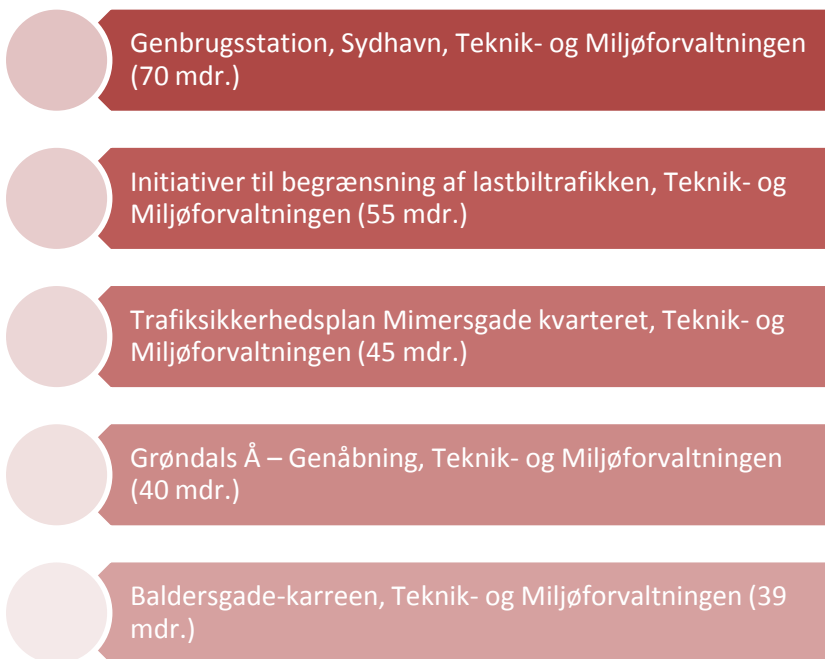 Genbrugsstation, Sydhavn, Teknik- og Miljøforvaltningen
(70 mdr.)
Initiativer til begrænsning af lastbiltrafikken, Teknik- og
Miljøforvaltningen (55 mdr.)
Trafiksikkerhedsplan Mimersgade kvarteret, Teknik- og
Miljøforvaltningen (45 mdr.)
Grøndals Å – Genåbning, Teknik- og Miljøforvaltningen
(40 mdr.)
Baldersgade-karreen, Teknik- og Miljøforvaltningen (39
mdr.)